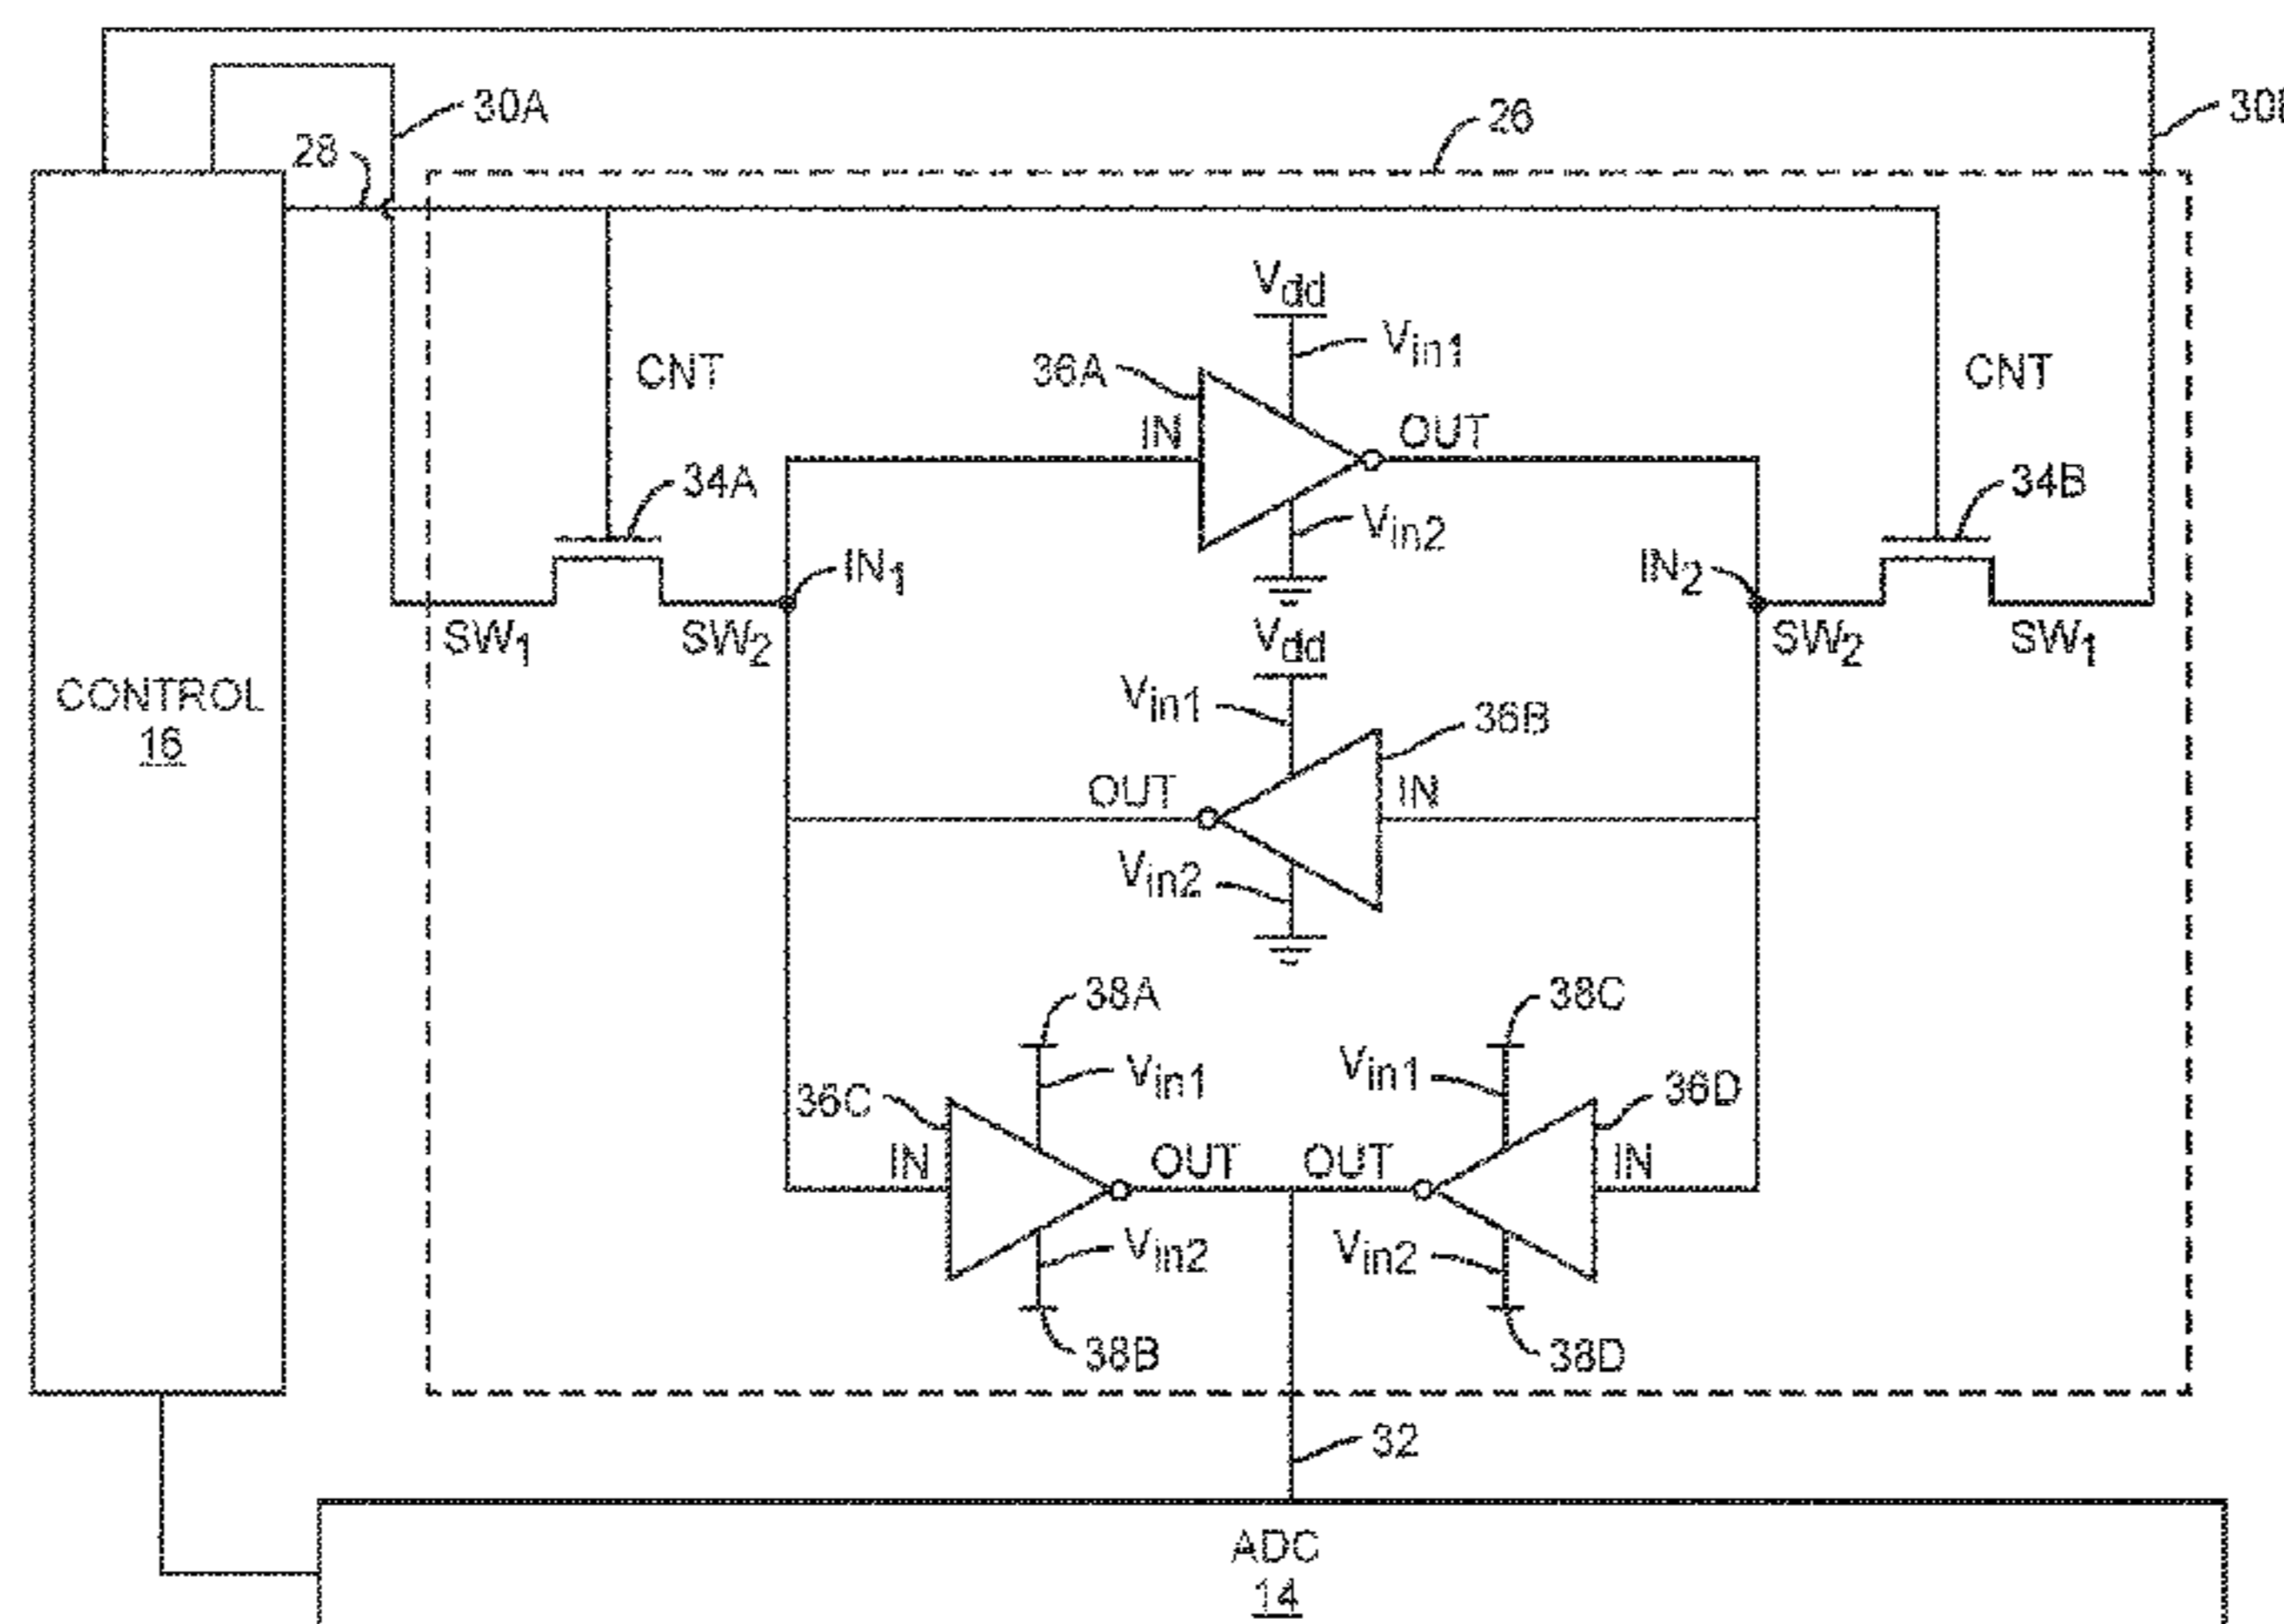 30A
28
26
Vdd
Vin1
36A
CNT
CNT
IN
OUT
34A
34B
Vin2
IN1
IN2
SW1
SW2
Vdd
SW2
SW1
CONTROL
16
Vin1
36B
OUT
IN
Vin2
38A
38C
Vin1
Vin1
36C
36D
IN
OUT
OUT
IN
Vin2
Vin2
38B
38D
32
ADC
14